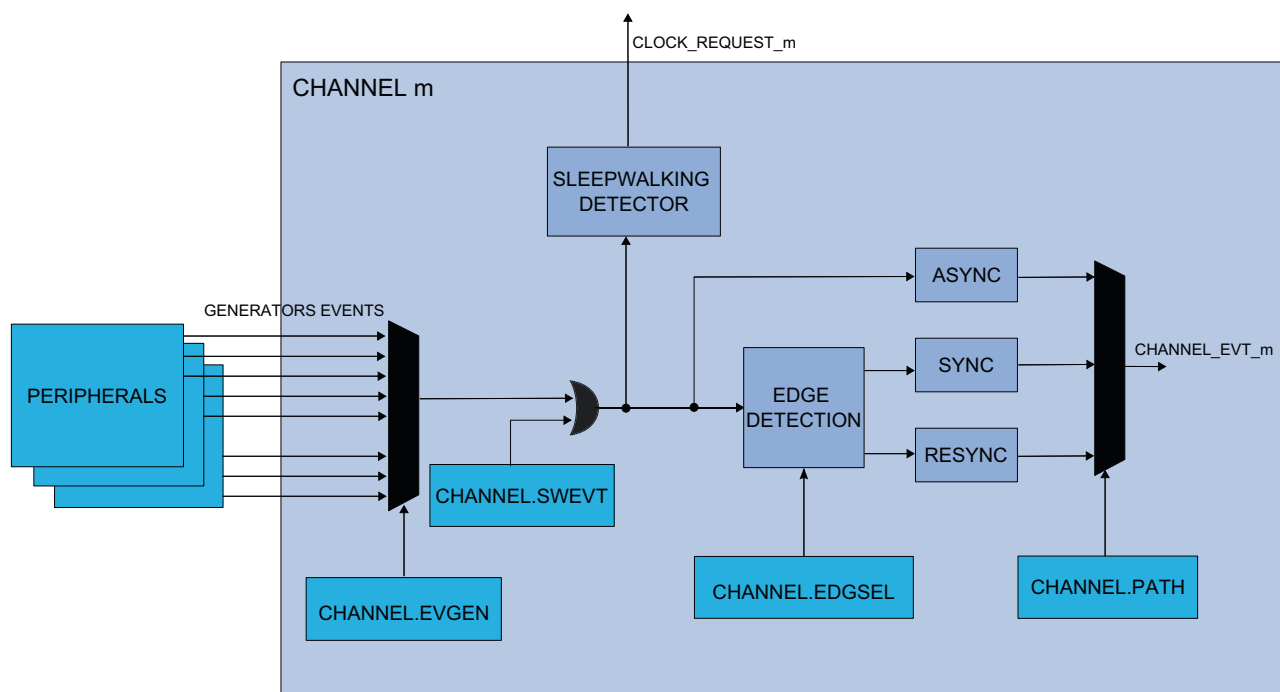 CLOCK_REQUEST_m
CHANNEL m
SLEEPWALKING
DETECTOR
ASYNC
GENERATORS EVENTS
CHANNEL_EVT_m
SYNC
PERIPHERALS
EDGE
DETECTION
RESYNC
CHANNEL.SWEVT
CHANNEL.EDGSEL
CHANNEL.PATH
CHANNEL.EVGEN